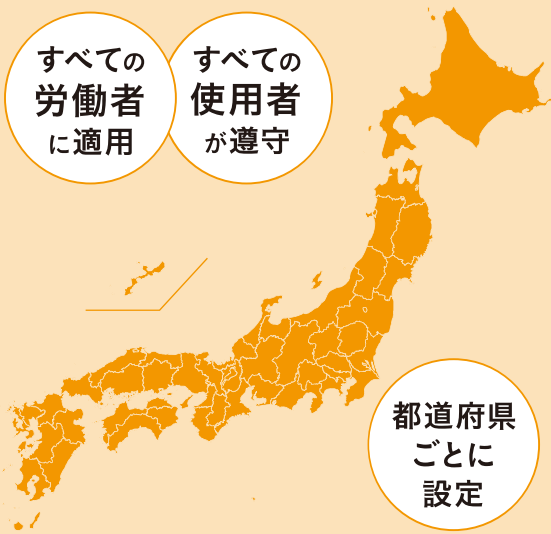 すべての
労働者
に適用
すべての
使用者
が遵守
都道府県
ごとに
設定